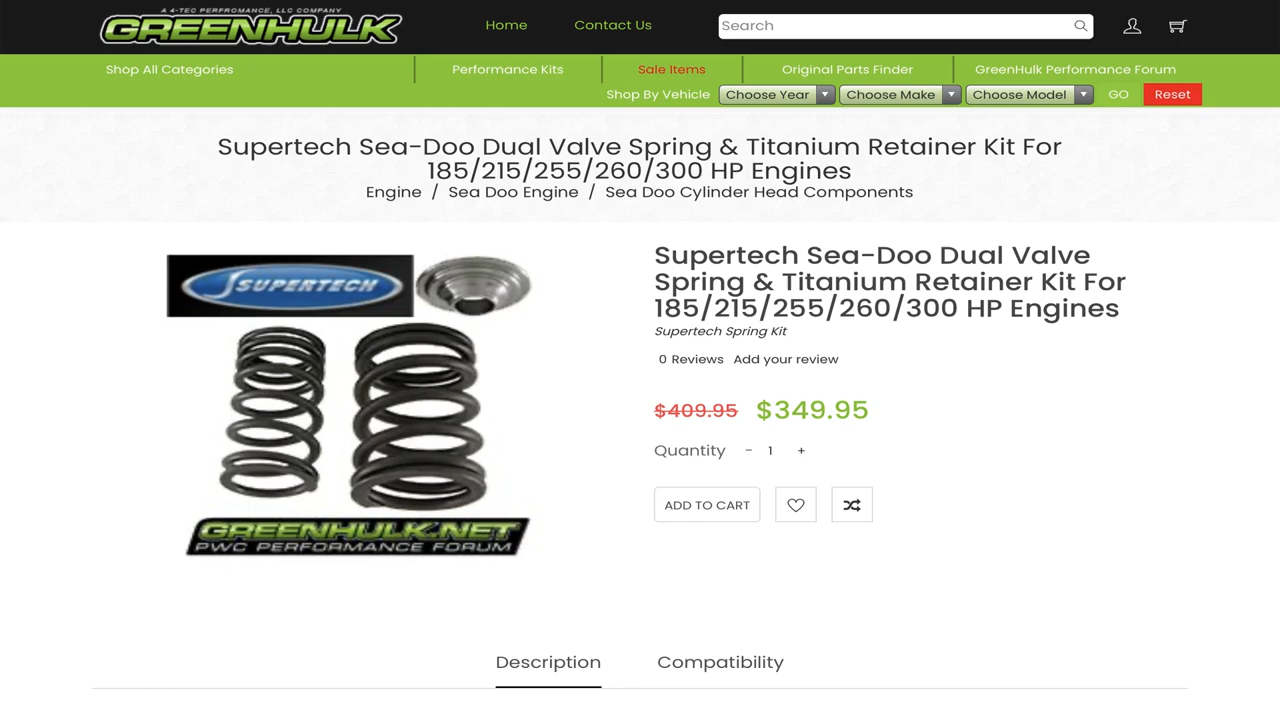 A 4-TEC PERFROMANCE, LLC COMPANY
GREENHULK
Home
Contact Us
Search
Shop All Categories
Performance Kits
Sale Items
Original Parts Finder
GreenHulk Performance Forum
Shop By Vehicle
Choose Year
Choose Make
Choose Model
GO
Reset
Supertech Sea-Doo Dual Valve Spring & Titanium Retainer Kit For
185/215/255/260/300 HP Engines
Engine / Sea Doo Engine / Sea Doo Cylinder Head Components
SUPERTECH
GREENHULK.NET
PWC PERFORMANCE FORUM
Supertech Sea-Doo Dual Valve
Spring & Titanium Retainer Kit For
185/215/255/260/300 HP Engines
Supertech Spring Kit
0 Reviews Add your review
$409.95 $349.95
Quantity - 1 +
ADD TO CART
Description
Compatibility